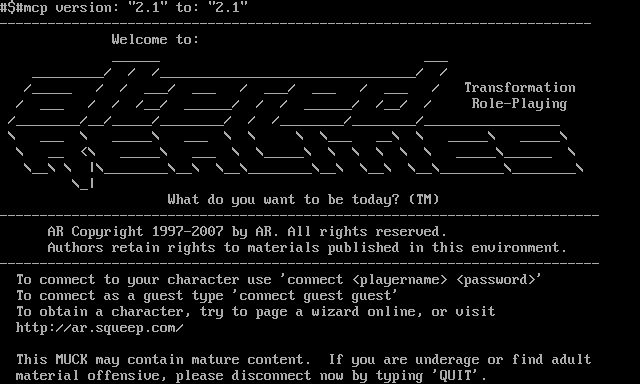 #$#mcp version: "2.1" to: "2.1"
Welcome to:
altered
realities
Transformation
Role-Playing
What do you want to be today? (TM)
AR Copyright 1997-2007 by AR. All rights reserved.
Authors retain rights to materials published in this environment.
To connect to your character use 'connect <playername> <password>'
To connect as a guest type 'connect guest guest'
To obtain a character, try to page a wizard online, or visit
http://ar.squeep.com/
This MUCK may contain mature content.  If you are underage or find adult
material offensive, please disconnect now by typing 'QUIT'.